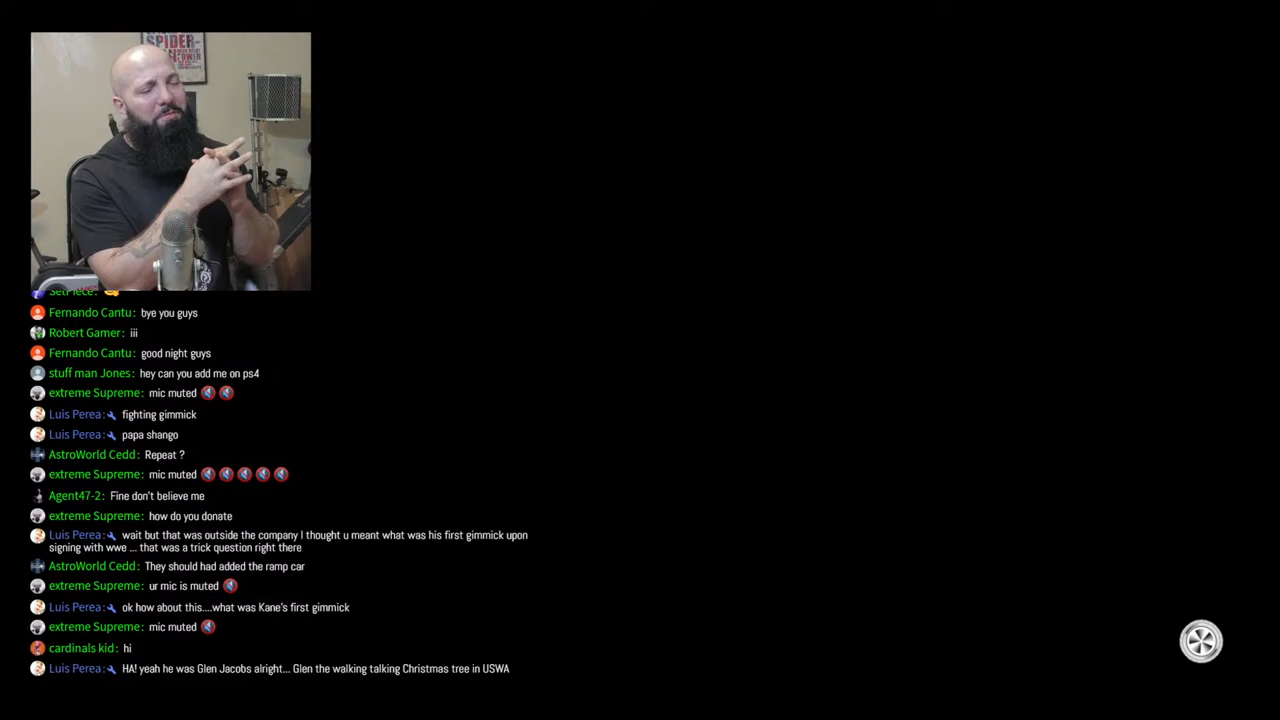 SPIDER-
MAN
POWER
SetPiece:
Fernando Cantu: bye you guys
Robert Gamer: iii
Fernando Cantu: good night guys
stuff man Jones: hey can you add me on ps4
extreme Supreme: mic muted
Luis Perea: fighting gimmick
Luis Perea: papa shango
AstroWorld Cedd: Repeat ?
extreme Supreme: mic muted
Agent47-2: Fine don't believe me
extreme Supreme: how do you donate
Luis Perea: wait but that was outside the company I thought u meant what was his first gimmick upon
signing with wwe ... that was a trick question right there
AstroWorld Cedd: They should had added the ramp car
extreme Supreme: ur mic is muted
Luis Perea: ok how about this....what was Kane's first gimmick
extreme Supreme: mic muted
cardinals kid: hi
Luis Perea: HA! yeah he was Glen Jacobs alright... Glen the walking talking Christmas tree in USWA